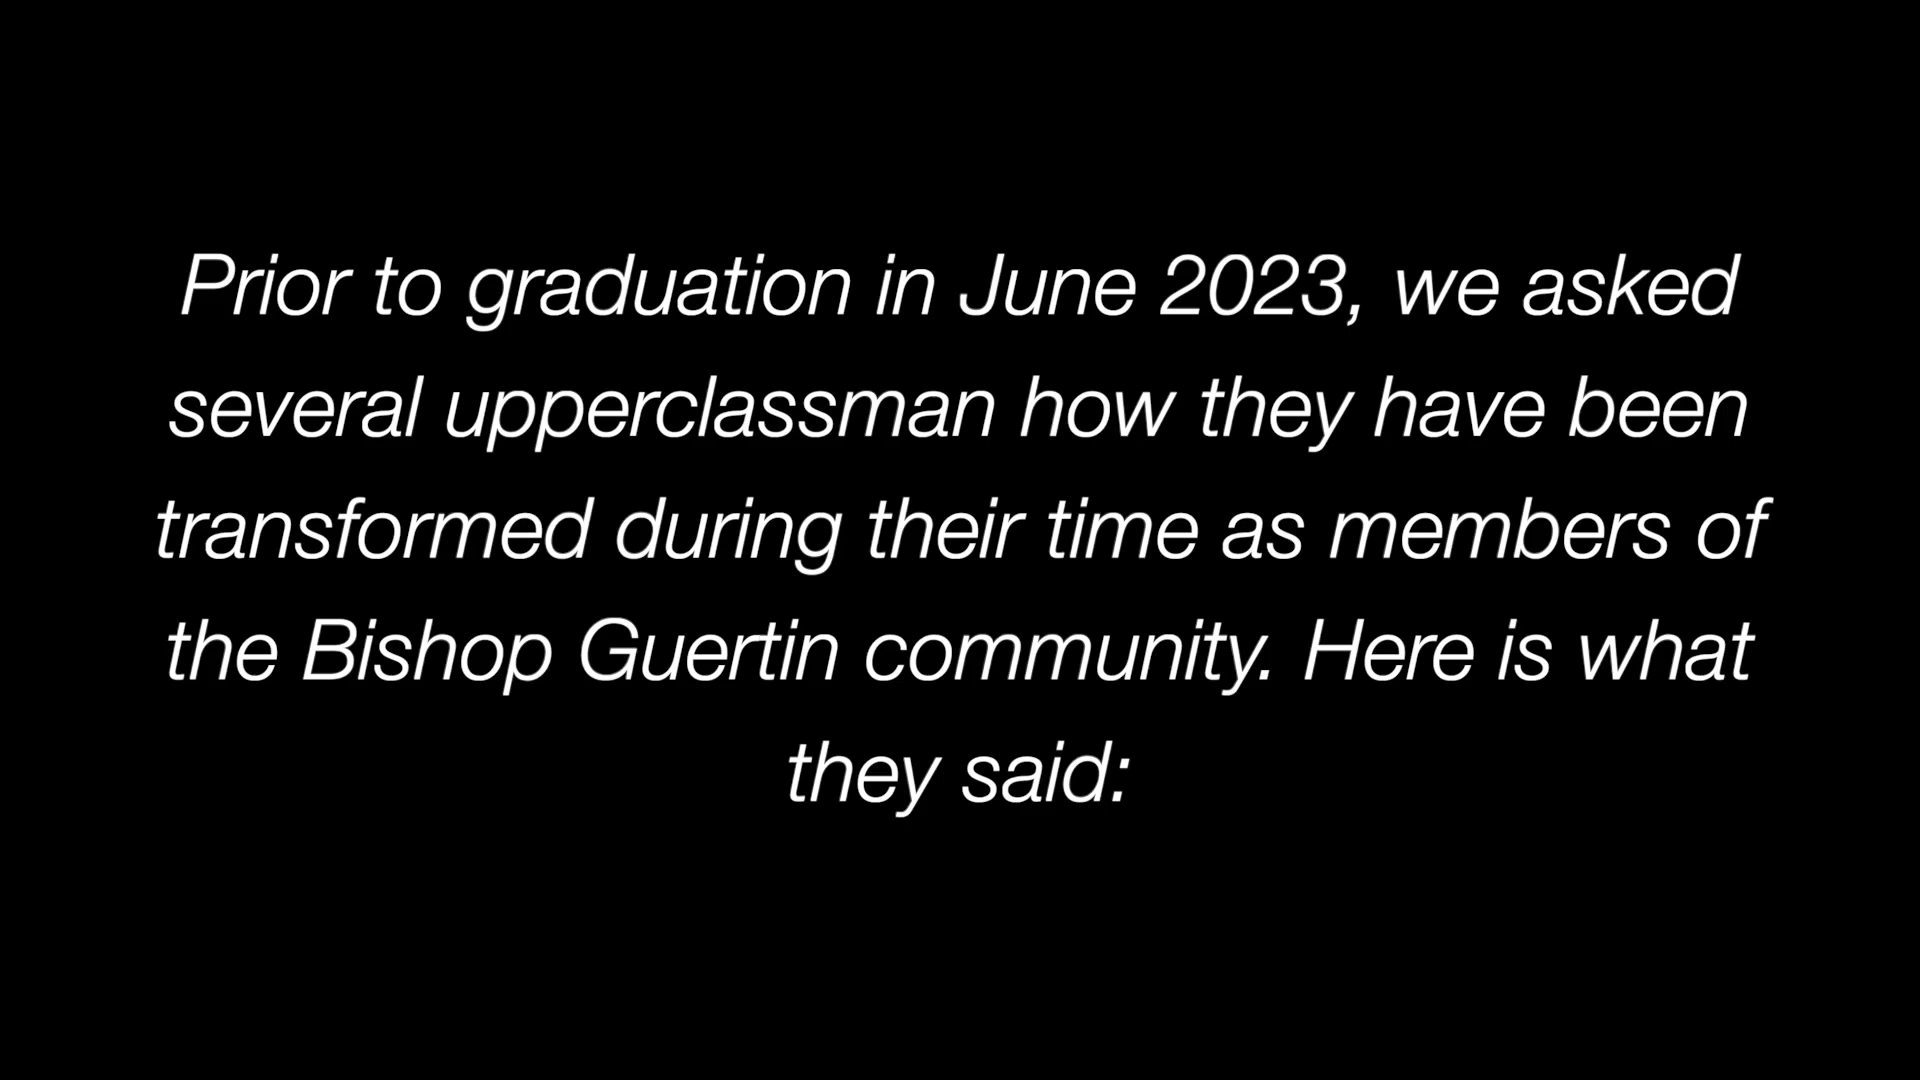 Prior to graduation in June 2023, we asked
several upperclassman how they have been
transformed during their time as members of
the Bishop Guertin community. Here is what
they said: